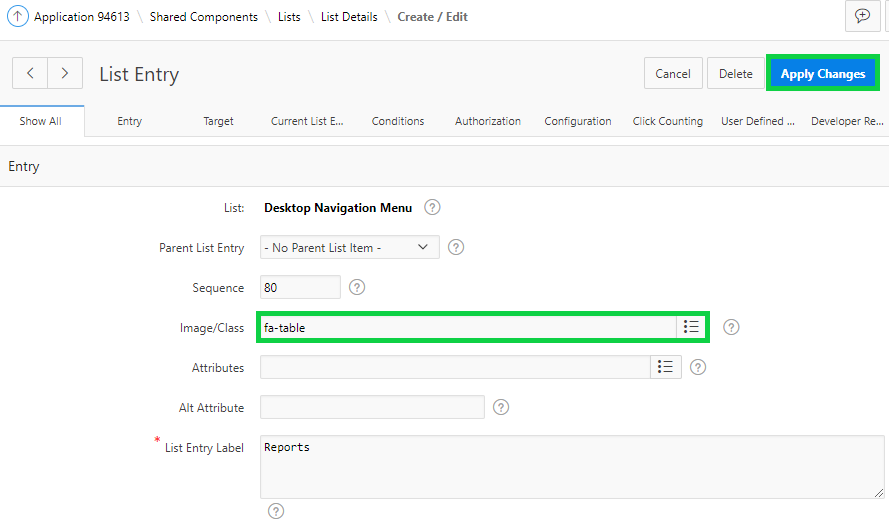 Application 94613 \ Shared Components \ Lists \ List Details \ Create / Edit
List Entry
Cancel
Delete
Apply Changes
Show All
Entry
Target
Current List E...
Conditions
Authorization
Configuration
Click Counting
User Defined ...
Developer Re...
Entry
List: Desktop Navigation Menu ?
Parent List Entry - No Parent List Item - ?
Sequence 80 ?
Image/Class fa-table ?
Attributes ?
Alt Attribute ?
* List Entry Label Reports
?